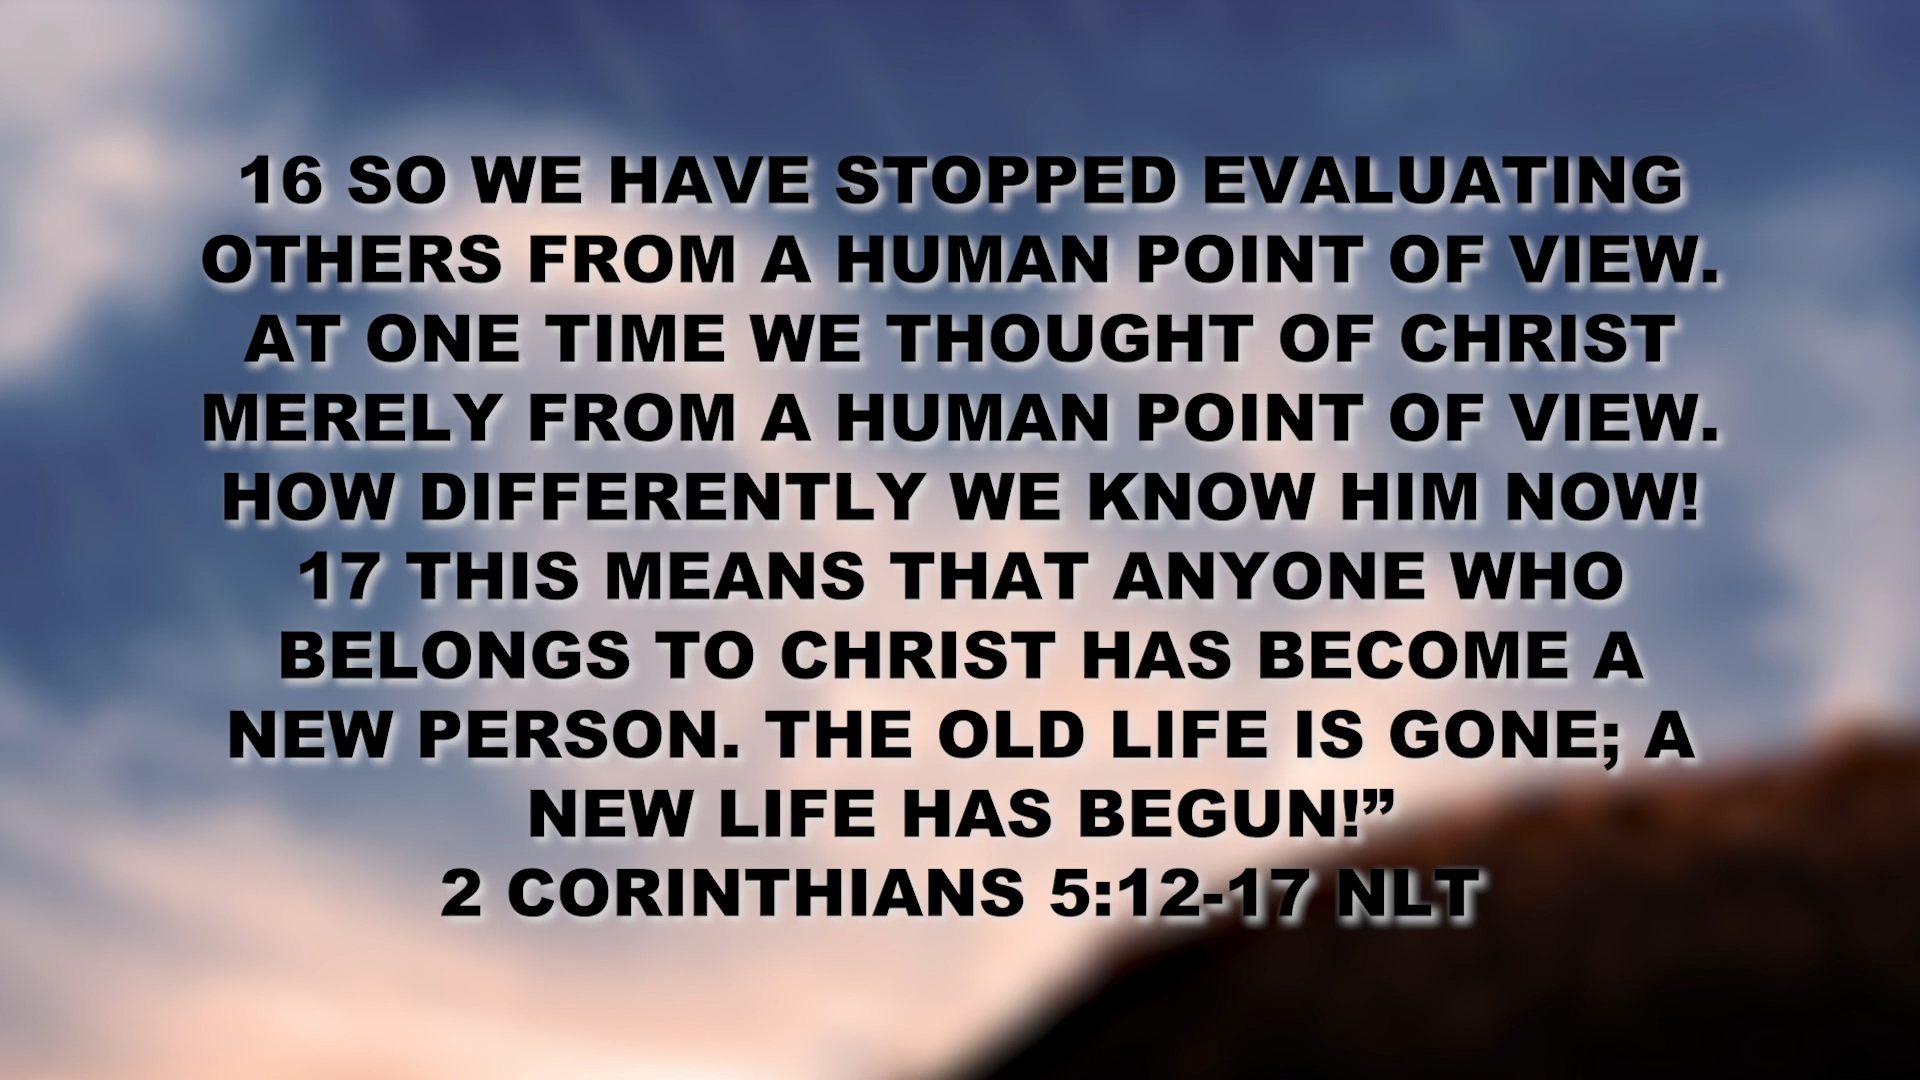 16 SO WE HAVE STOPPED EVALUATING
OTHERS FROM A HUMAN POINT OF VIEW.
AT ONE TIME WE THOUGHT OF CHRIST
MERELY FROM A HUMAN POINT OF VIEW.
HOW DIFFERENTLY WE KNOW HIM NOW!
17 THIS MEANS THAT ANYONE WHO
BELONGS TO CHRIST HAS BECOME A
NEW PERSON. THE OLD LIFE IS GONE; A
NEW LIFE HAS BEGUN!”
2 CORINTHIANS 5:12-17 NLT